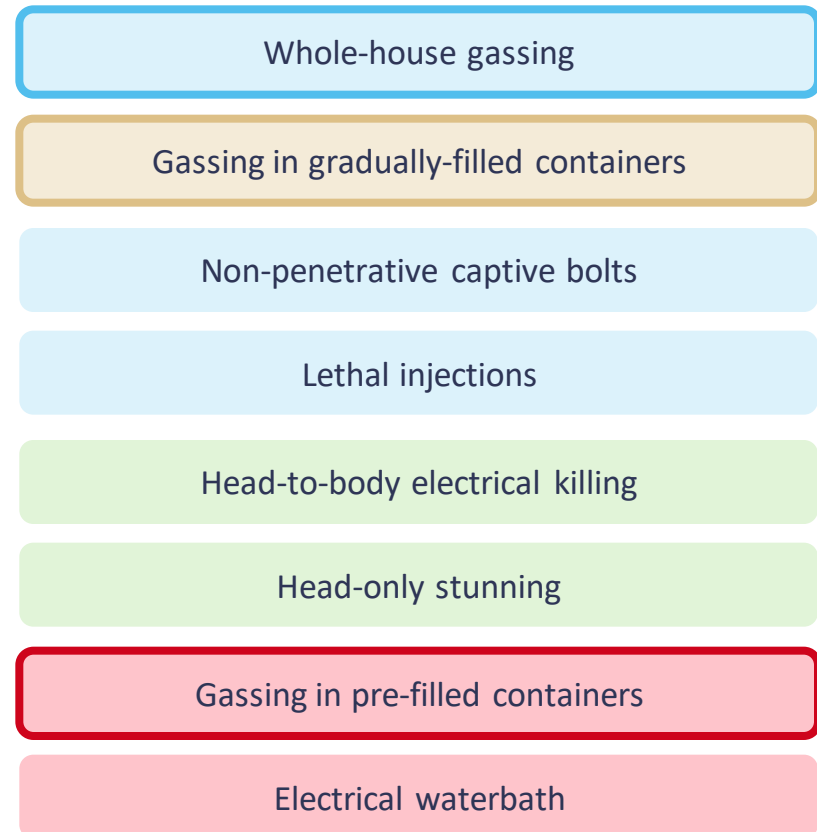 Whole-house gassing
Gassing in gradually-filled containers
Non-penetrative captive bolts
Lethal injections
Head-to-body electrical killing
Head-only stunning
Gassing in pre-filled containers
Electrical waterbath